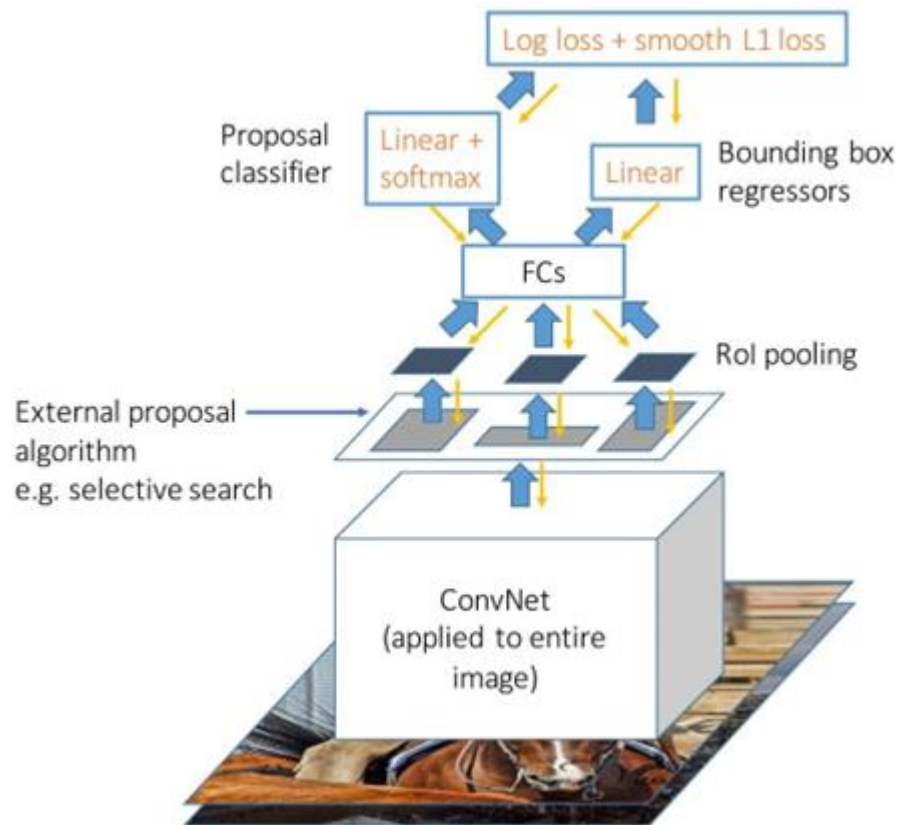 Log loss + smooth L1 loss
Proposal
classifier
Linear +
softmax
Linear
Bounding box
regressors
FCs
RoI pooling
External proposal
algorithm
e.g. selective search
ConvNet
(applied to entire
image)